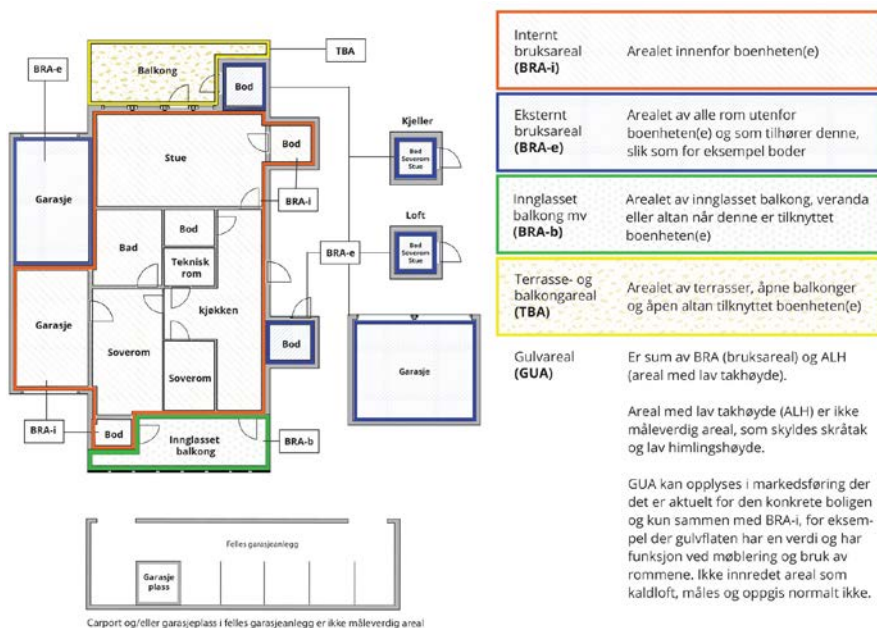 TBA
BRA-e
Balkong
Bod
Kjeller
Bod
Soverom
Stue
Stue
Bod
Garasje
BRA-i
Loft
Bad
Bod
BRA-e
Bod
Soverom
Stue
Teknisk
rom
Garasje
kjøkken
Soverom
Bod
Soverom
Garasje
BRA-i
Bod
Innglasset
balkong
BRA-b
Felles garasjeanlegg
Garasje
plass
Carport og/eller garasjeplass i felles garasjeanlegg er ikke måleverdig areal
Internt
bruksareal
(BRA-i)
Arealet innenfor boenheten(e)
Eksternt
bruksareal
(BRA-e)
Arealet av alle rom utenfor
boenheten(e) og som tilhører denne,
slik som for eksempel boder
Innglasset
balkong mv
(BRA-b)
Arealet av innglasset balkong, veranda
eller altan når denne er tilknyttet
boenheten(e)
Terrasse- og
balkongareal
(TBA)
Arealet av terrasser, åpne balkonger
og åpen altan tilknyttet boenheten(e)
Gulvareal
(GUA)
Er sum av BRA (bruksareal) og ALH
(areal med lav takhøyde).
Areal med lav takhøyde (ALH) er ikke
måleverdig areal, som skyldes skråtak
og lav himlingshøyde.
GUA kan opplyses i markedsføring der
det er aktuelt for den konkrete boligen
og kun sammen med BRA-i, for eksem-
pel der gulvflaten har en verdi og har
funksjon ved møblering og bruk av
rommene. Ikke innredet areal som
kaldloft, måles og oppgis normalt ikke.